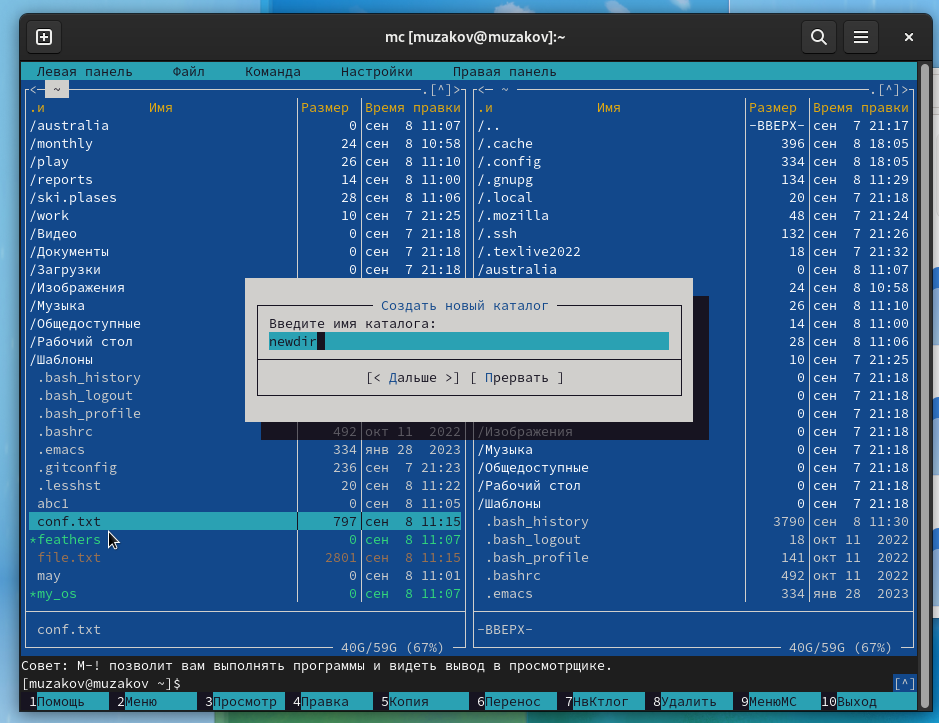 mc [muzakov@muzakov]:~
Левая панель Файл Команда Настройки Правая панель
<─ ~ .[^]> <─ ~ .[^]>
.и Имя Размер Время правки .и Имя Размер Время правки
/australia 0 сен 8 11:07 /.. -ВВЕРХ- сен 7 21:17
/monthly 24 сен 8 10:58 /.cache 396 сен 8 18:05
/play 26 сен 8 11:10 /.config 334 сен 8 18:05
/reports 14 сен 8 11:00 /.gnupg 134 сен 8 11:29
/ski.plases 28 сен 8 11:06 /.local 20 сен 7 21:18
/work 10 сен 7 21:25 /.mozilla 48 сен 7 21:24
/Видео 0 сен 7 21:18 /.ssh 132 сен 7 21:26
/Документы 0 сен 7 21:18 /.texlive2022 18 сен 7 21:32
/Загрузки 0 сен 7 21:18 /australia 0 сен 8 11:07
/Изображения 24 сен 8 10:58
/Музыка Создать новый каталог 26 сен 8 11:10
/Общедоступные Введите имя каталога: 14 сен 8 11:00
/Рабочий стол newdir 28 сен 8 11:06
/Шаблоны 10 сен 7 21:25
.bash_history [< Дальше >] [ Прервать ] 0 сен 7 21:18
.bash_logout 0 сен 7 21:18
.bash_profile 0 сен 7 21:18
.bashrc 492 окт 11 2022 /Изображения 0 сен 7 21:18
.emacs 334 янв 28 2023 /Музыка 0 сен 7 21:18
.gitconfig 236 сен 7 21:23 /Общедоступные 0 сен 7 21:18
.lesshst 20 сен 8 11:22 /Рабочий стол 0 сен 7 21:18
abc1 0 сен 8 11:05 /Шаблоны 0 сен 7 21:18
conf.txt 797 сен 8 11:15 .bash_history 3790 сен 8 11:30
*feathers 0 сен 8 11:07 .bash_logout 18 окт 11 2022
file.txt 2801 сен 8 11:15 .bash_profile 141 окт 11 2022
may 0 сен 8 11:01 .bashrc 492 окт 11 2022
*my_os 0 сен 8 11:07 .emacs 334 янв 28 2023
conf.txt -ВВЕРХ-
40G/59G (67%) 40G/59G (67%)
Совет: M-! позволит вам выполнять программы и видеть вывод в просмотрщике.
[muzakov@muzakov ~]$ [^]
1Помощь 2Меню 3Просмотр 4Правка 5Копия 6Перенос 7НвКтлог 8Удалить 9МенюМС 10Выход